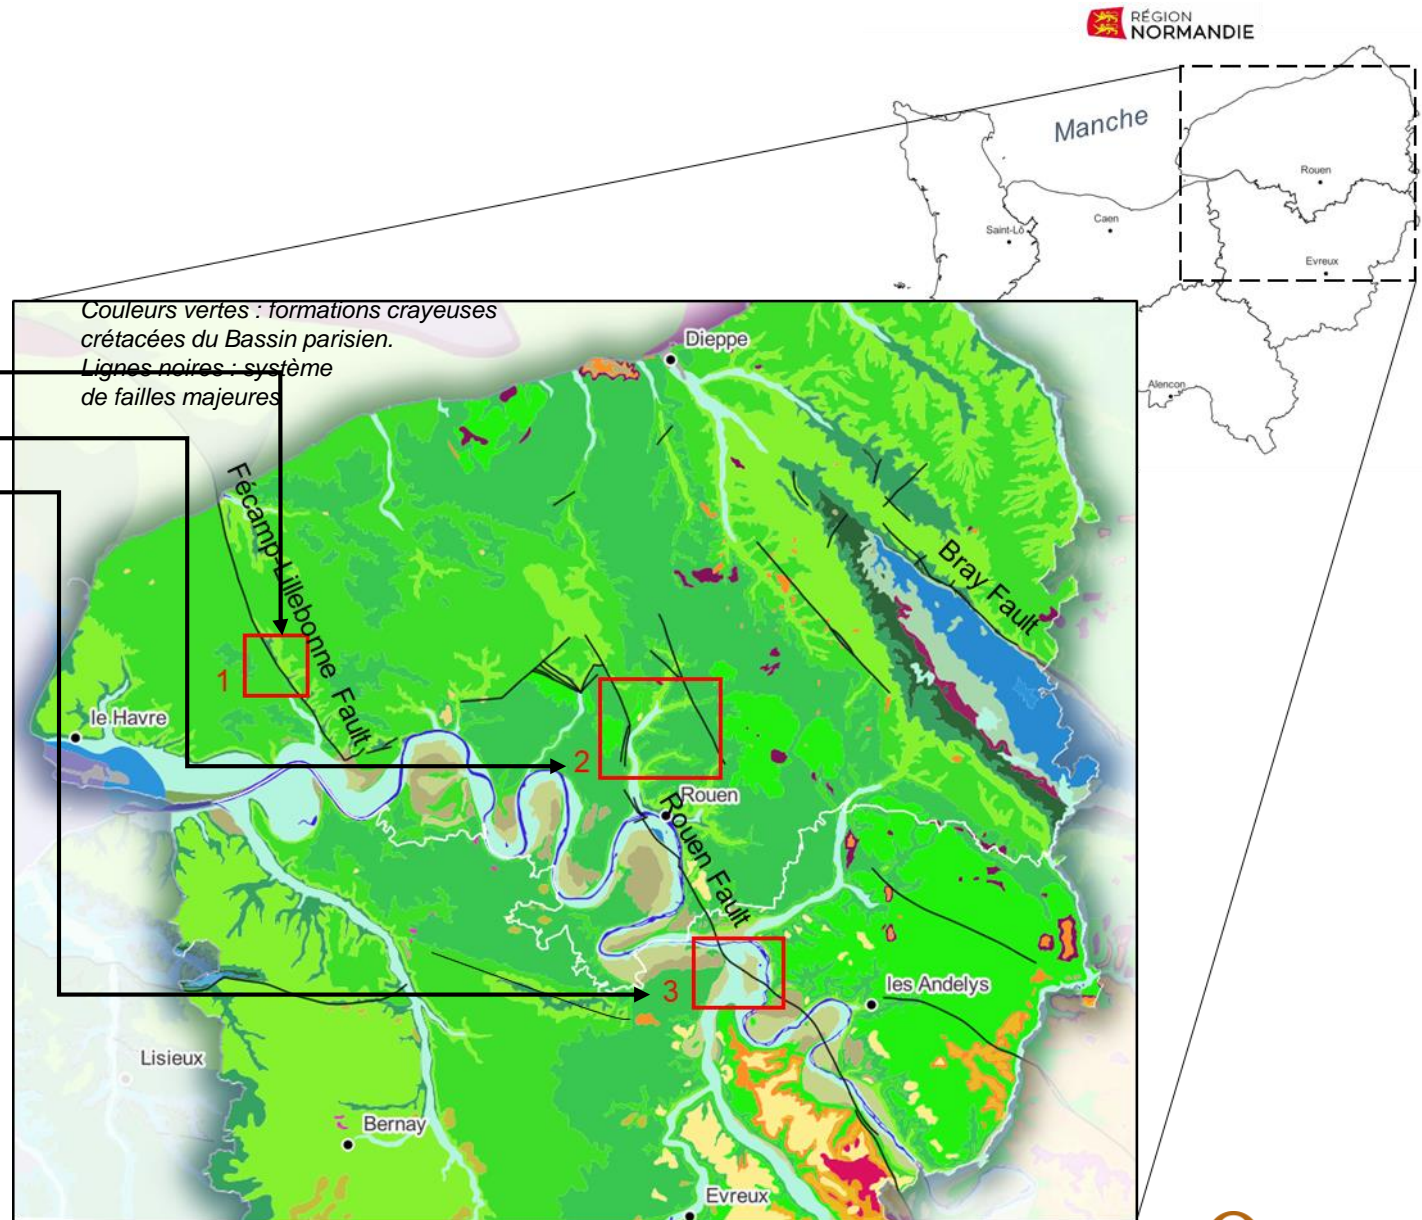 RÉGION
NORMANDIE
Manche
Rouen
Caen
Saint-Lô
Evreux
Alencon
Couleurs vertes : formations crayeuses
crétacées du Bassin parisien.
Lignes noires : système
de failles majeures
Dieppe
Fécamp-Lillebonne Fault
Bray Fault
1
le Havre
2
Rouen
Rouen Fault
3
les Andelys
Lisieux
Bernay
Evreux